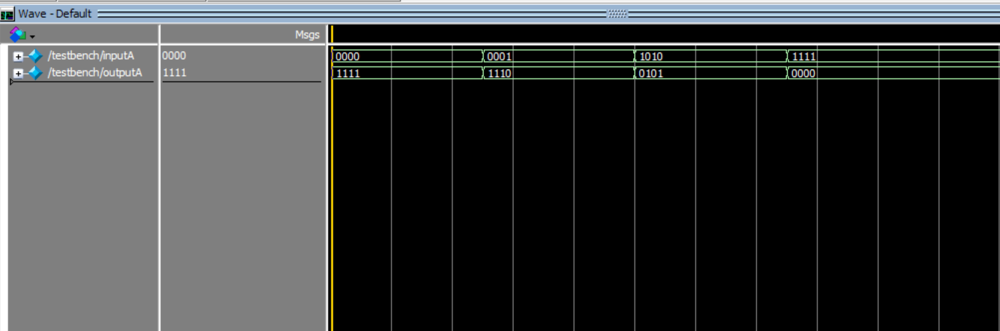 Wave - Default
Msgs
/testbench/inputA 0000 0000 0001 1010 1111
/testbench/outputA 1111 1111 1110 0101 0000